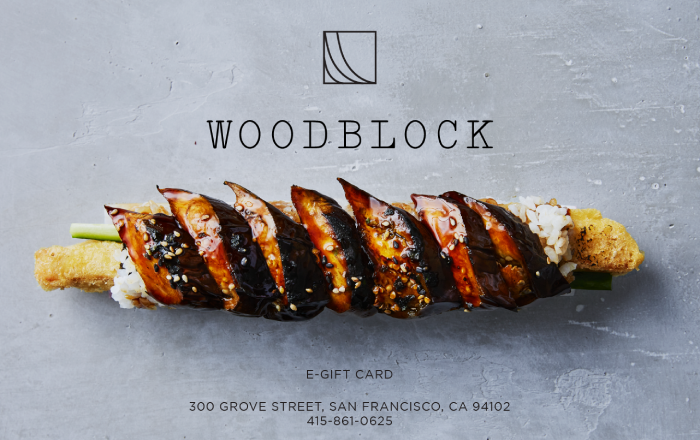 WOODBLOCK
E-GIFT CARD
300 GROVE STREET, SAN FRANCISCO, CA 94102
415-861-0625